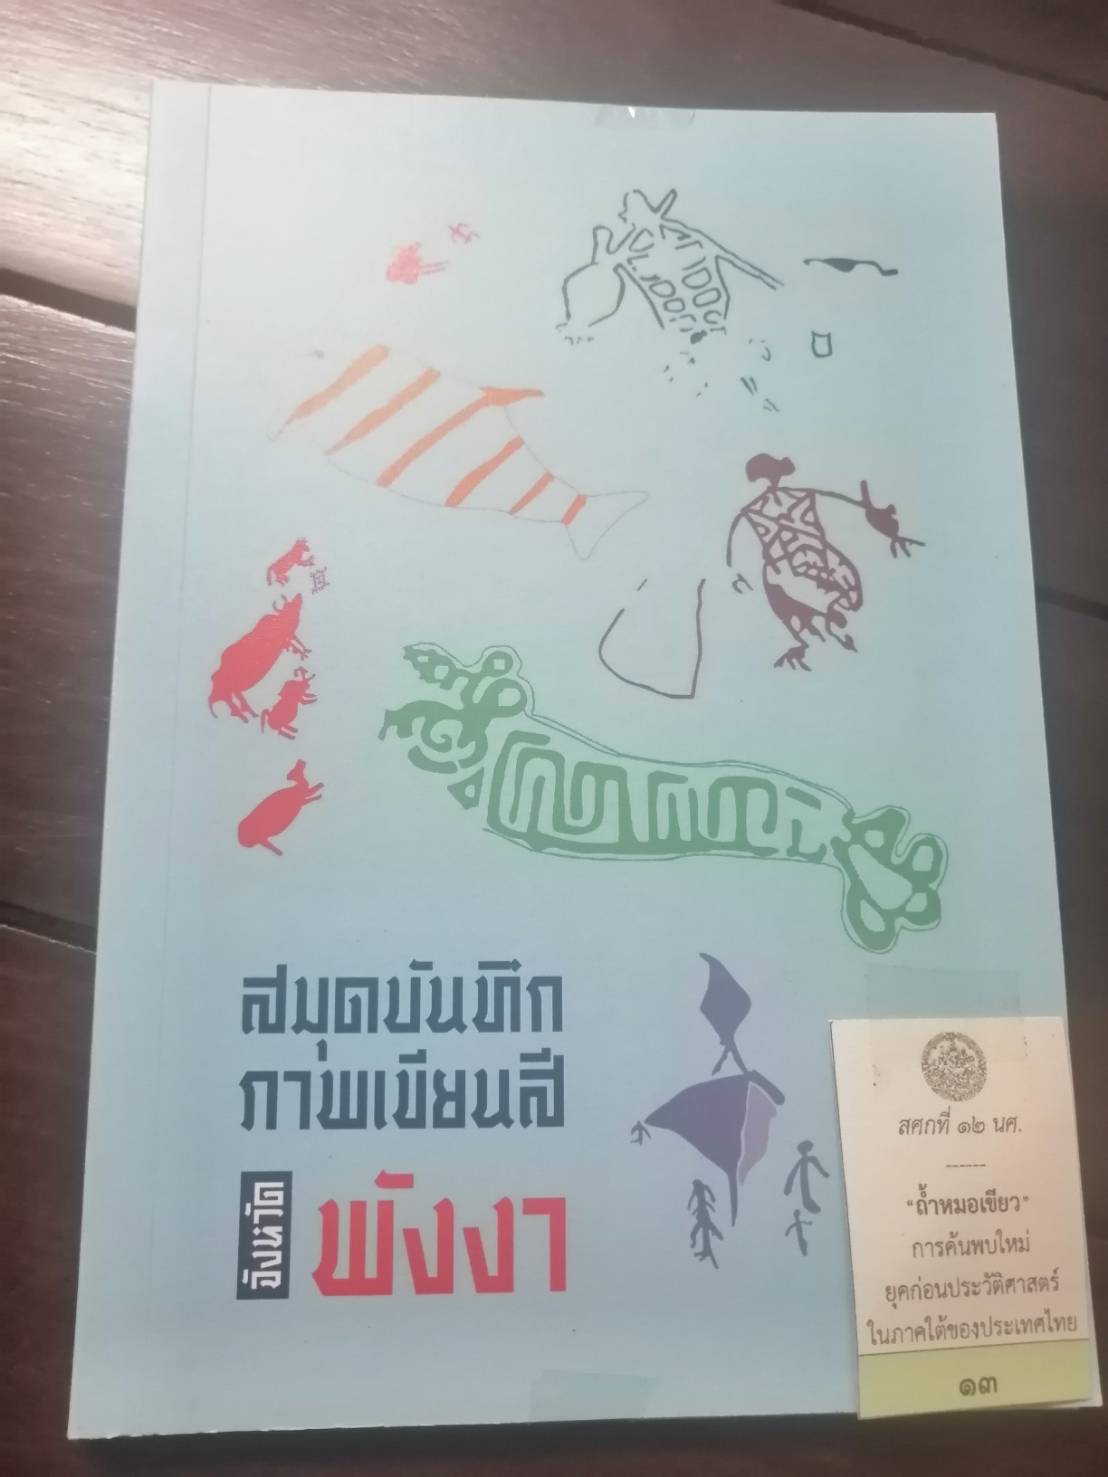 สมุดบันทึก
ภาพเขียนสี
จังหวัด
พังงา
สศกที่ ๑๒ นศ.
------
“ถ้ำหมอเขียว”
การค้นพบใหม่
ยุคก่อนประวัติศาสตร์
ในภาคใต้ของประเทศไทย
๑๓